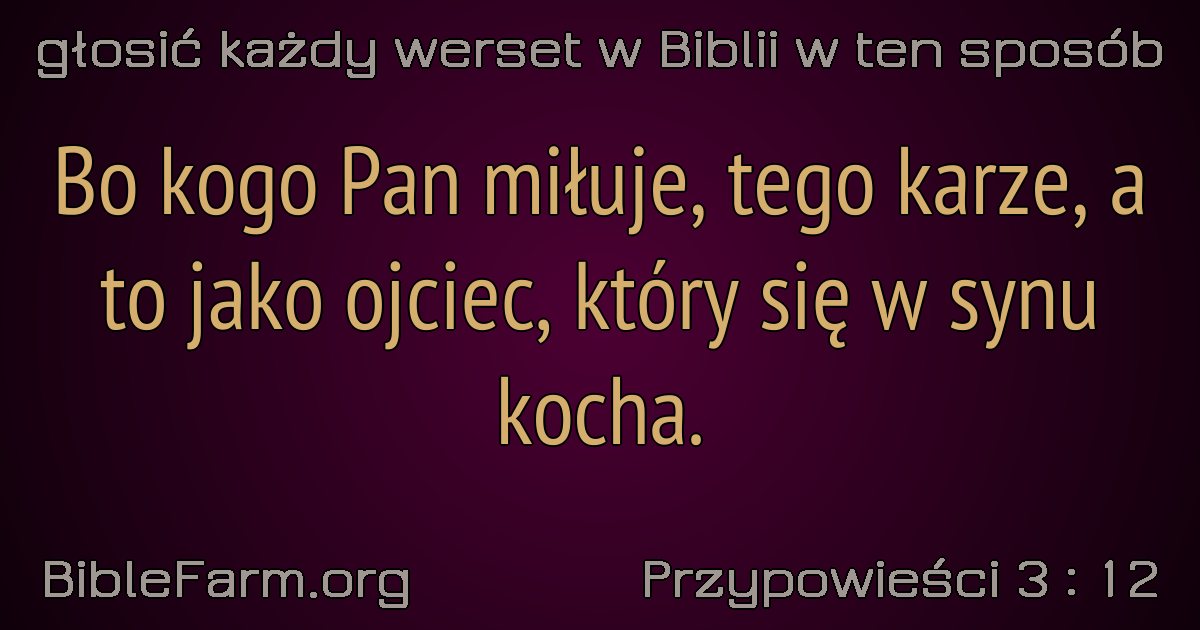 głosić każdy werset w Biblii w ten sposób
Bo kogo Pan miłuje, tego karze, a
to jako ojciec, który się w synu
kocha.
BibleFarm.org
Przypowieści 3 : 12